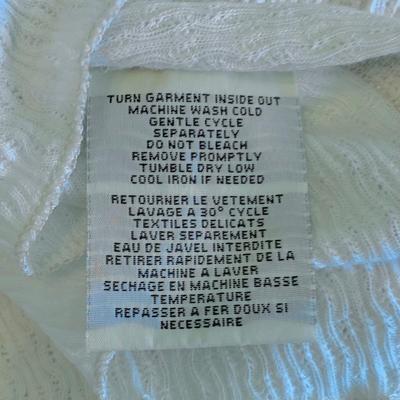 TURN GARMENT INSIDE OUT
MACHINE WASH COLD
GENTLE CYCLE
SEPARATELY
DO NOT BLEACH
REMOVE PROMPTLY
TUMBLE DRY LOW
COOL IRON IF NEEDED
RETOURNER LE VETEMENT
LAVAGE A 30° CYCLE
TEXTILES DELICATS
LAVER SEPAREMENT
EAU DE JAVEL INTERDITE
RETIRER RAPIDEMENT DE LA
MACHINE A LAVER
SECHAGE EN MACHINE BASSE
TEMPERATURE
REPASSER A FER DOUX SI
NECESSAIRE